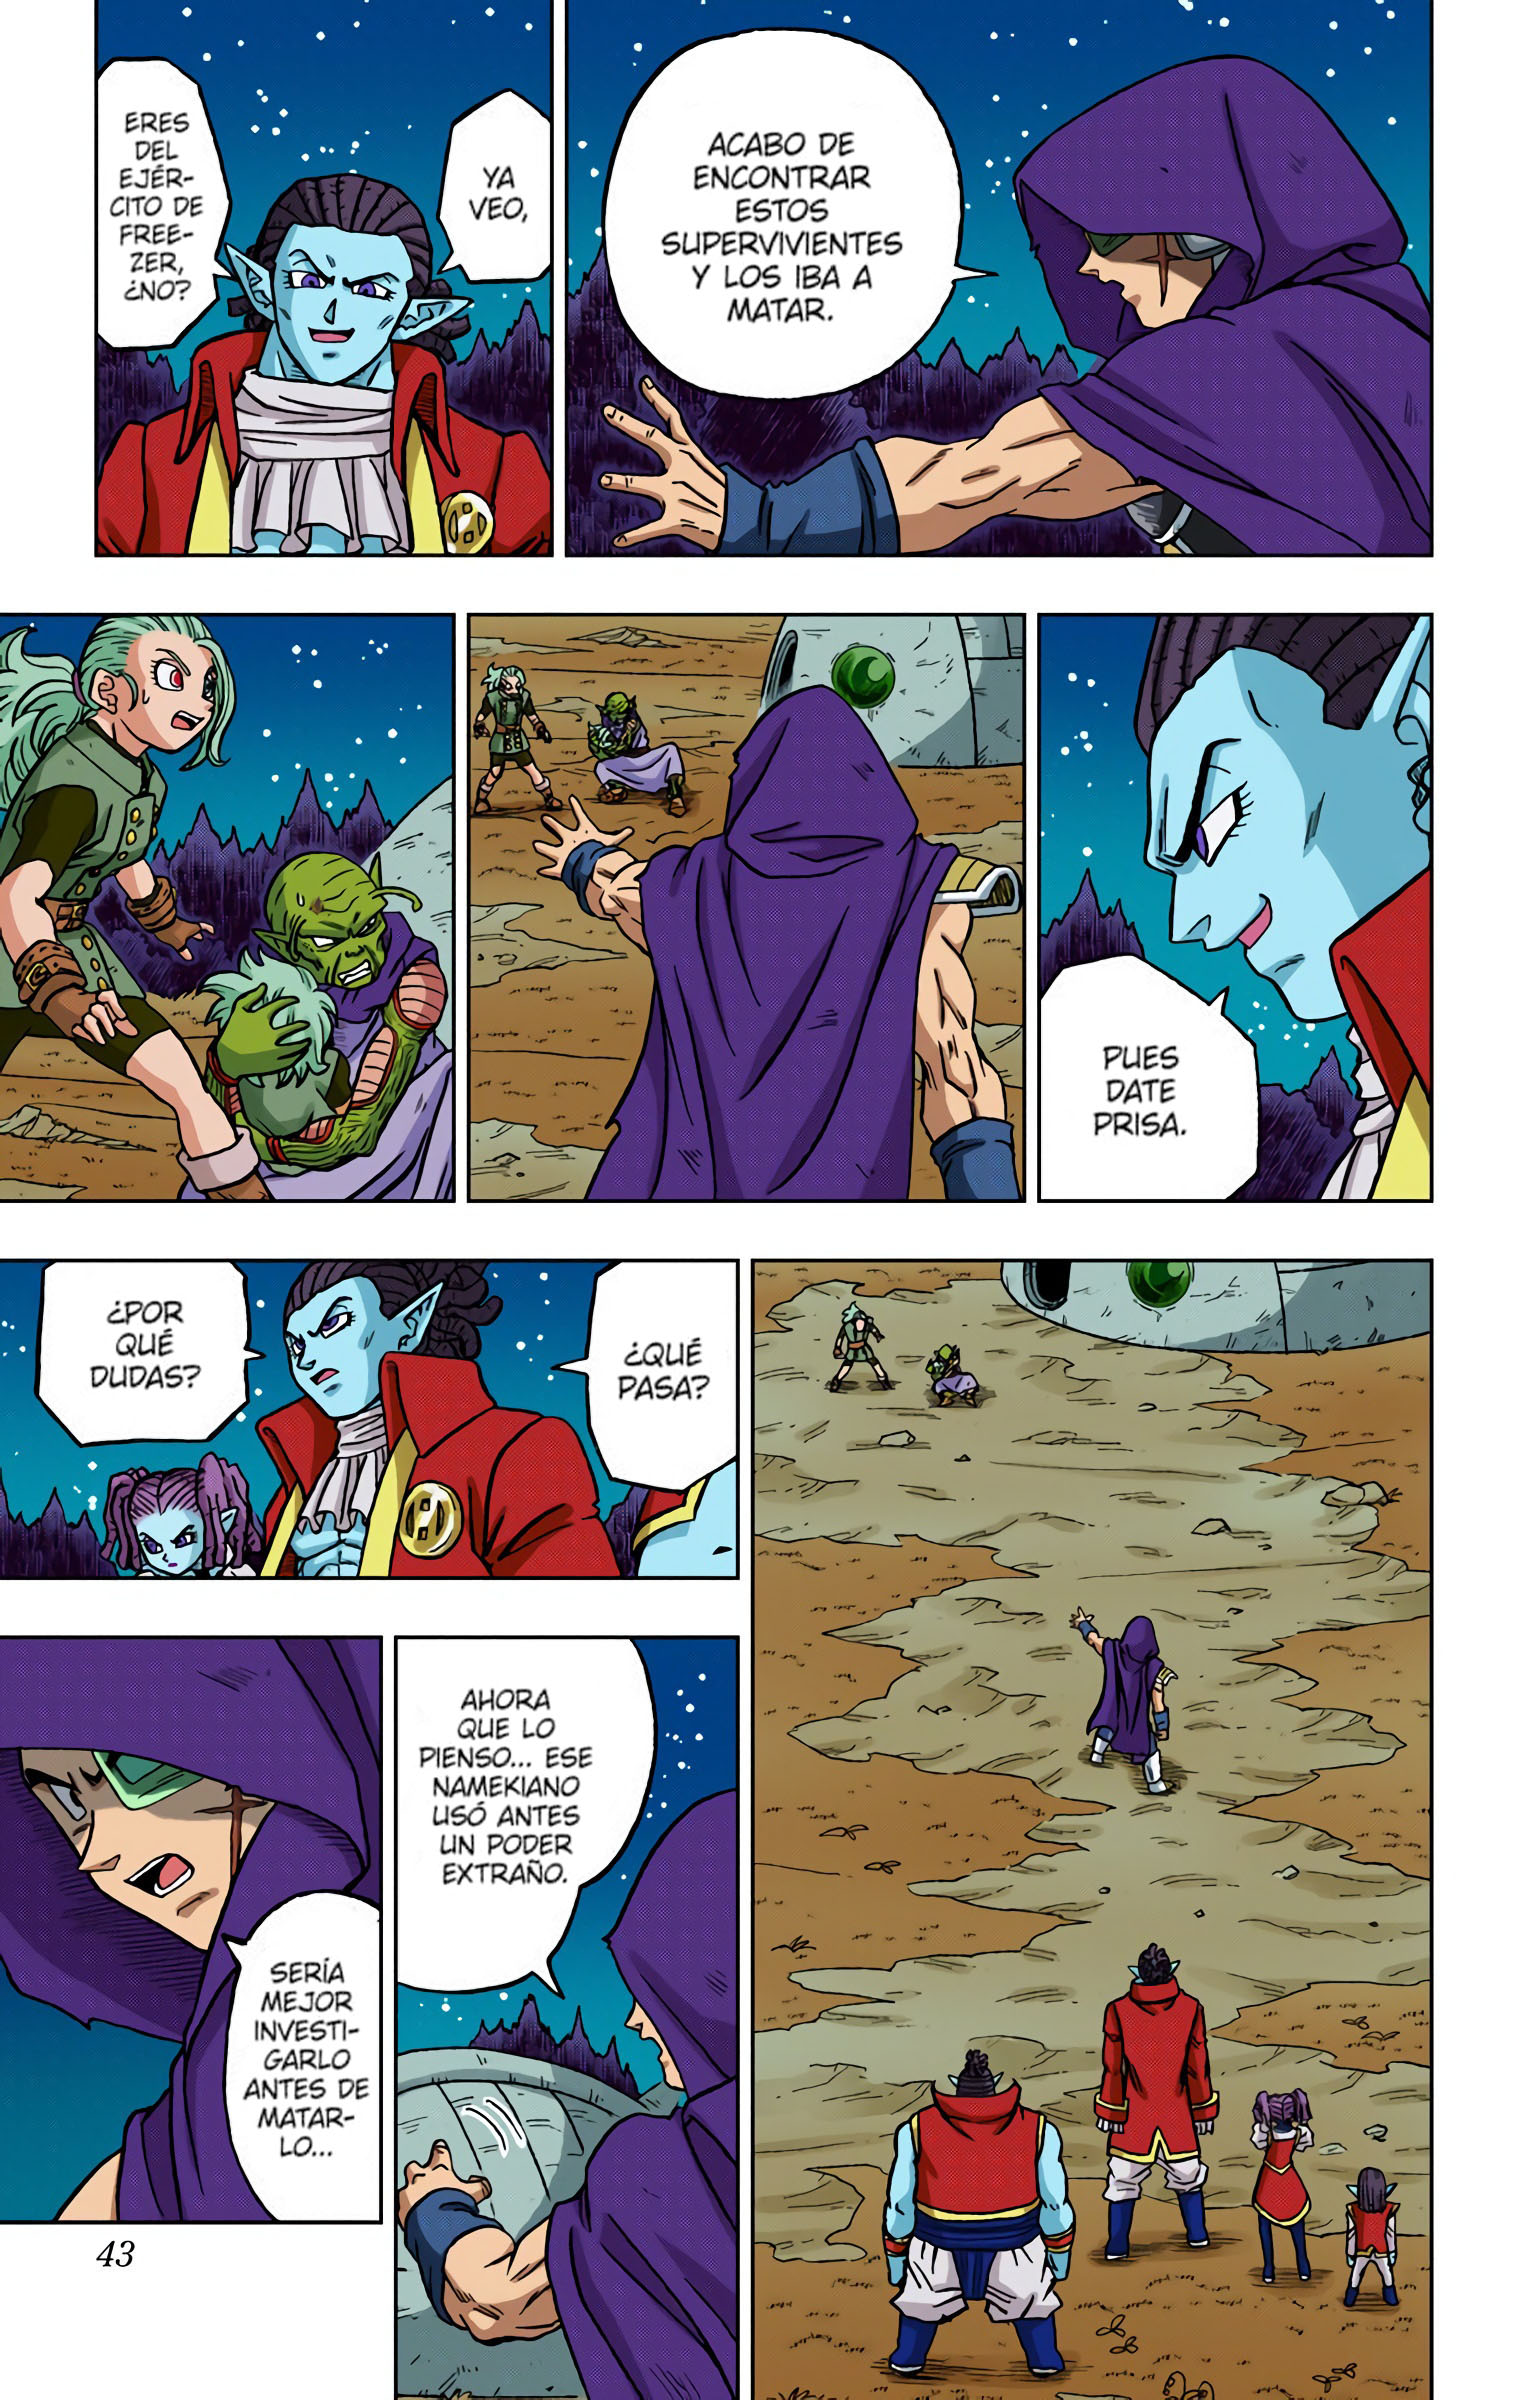 ACABO DE
ENCONTRAR
ESTOS
SUPERVIVIENTES
Y LOS IBA A
MATAR.
YA
VEO,
ERES
DEL
EJÉR-
CITO DE
FREE-
ZER,
¿NO?
PUES
DATE
PRISA.
¿QUÉ
PASA?
¿POR
QUÉ
DUDAS?
AHORA
QUE LO
PIENSO... ESE
NAMEKIANO
USÓ ANTES
UN PODER
EXTRAÑO.
SERÍA
MEJOR
INVESTI-
GARLO
ANTES DE
MATAR-
LO...
43